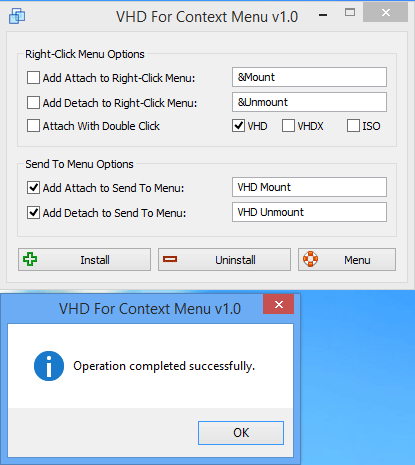 VHD For Context Menu v1.0
Right-Click Menu Options
Add Attach to Right-Click Menu: &Mount
Add Detach to Right-Click Menu: &Unmount
Attach With Double Click VHD VHDX ISO
Send To Menu Options
Add Attach to Send To Menu: VHD Mount
Add Detach to Send To Menu: VHD Unmount
Install Uninstall Menu
VHD For Context Menu v1.0
Operation completed successfully.
OK